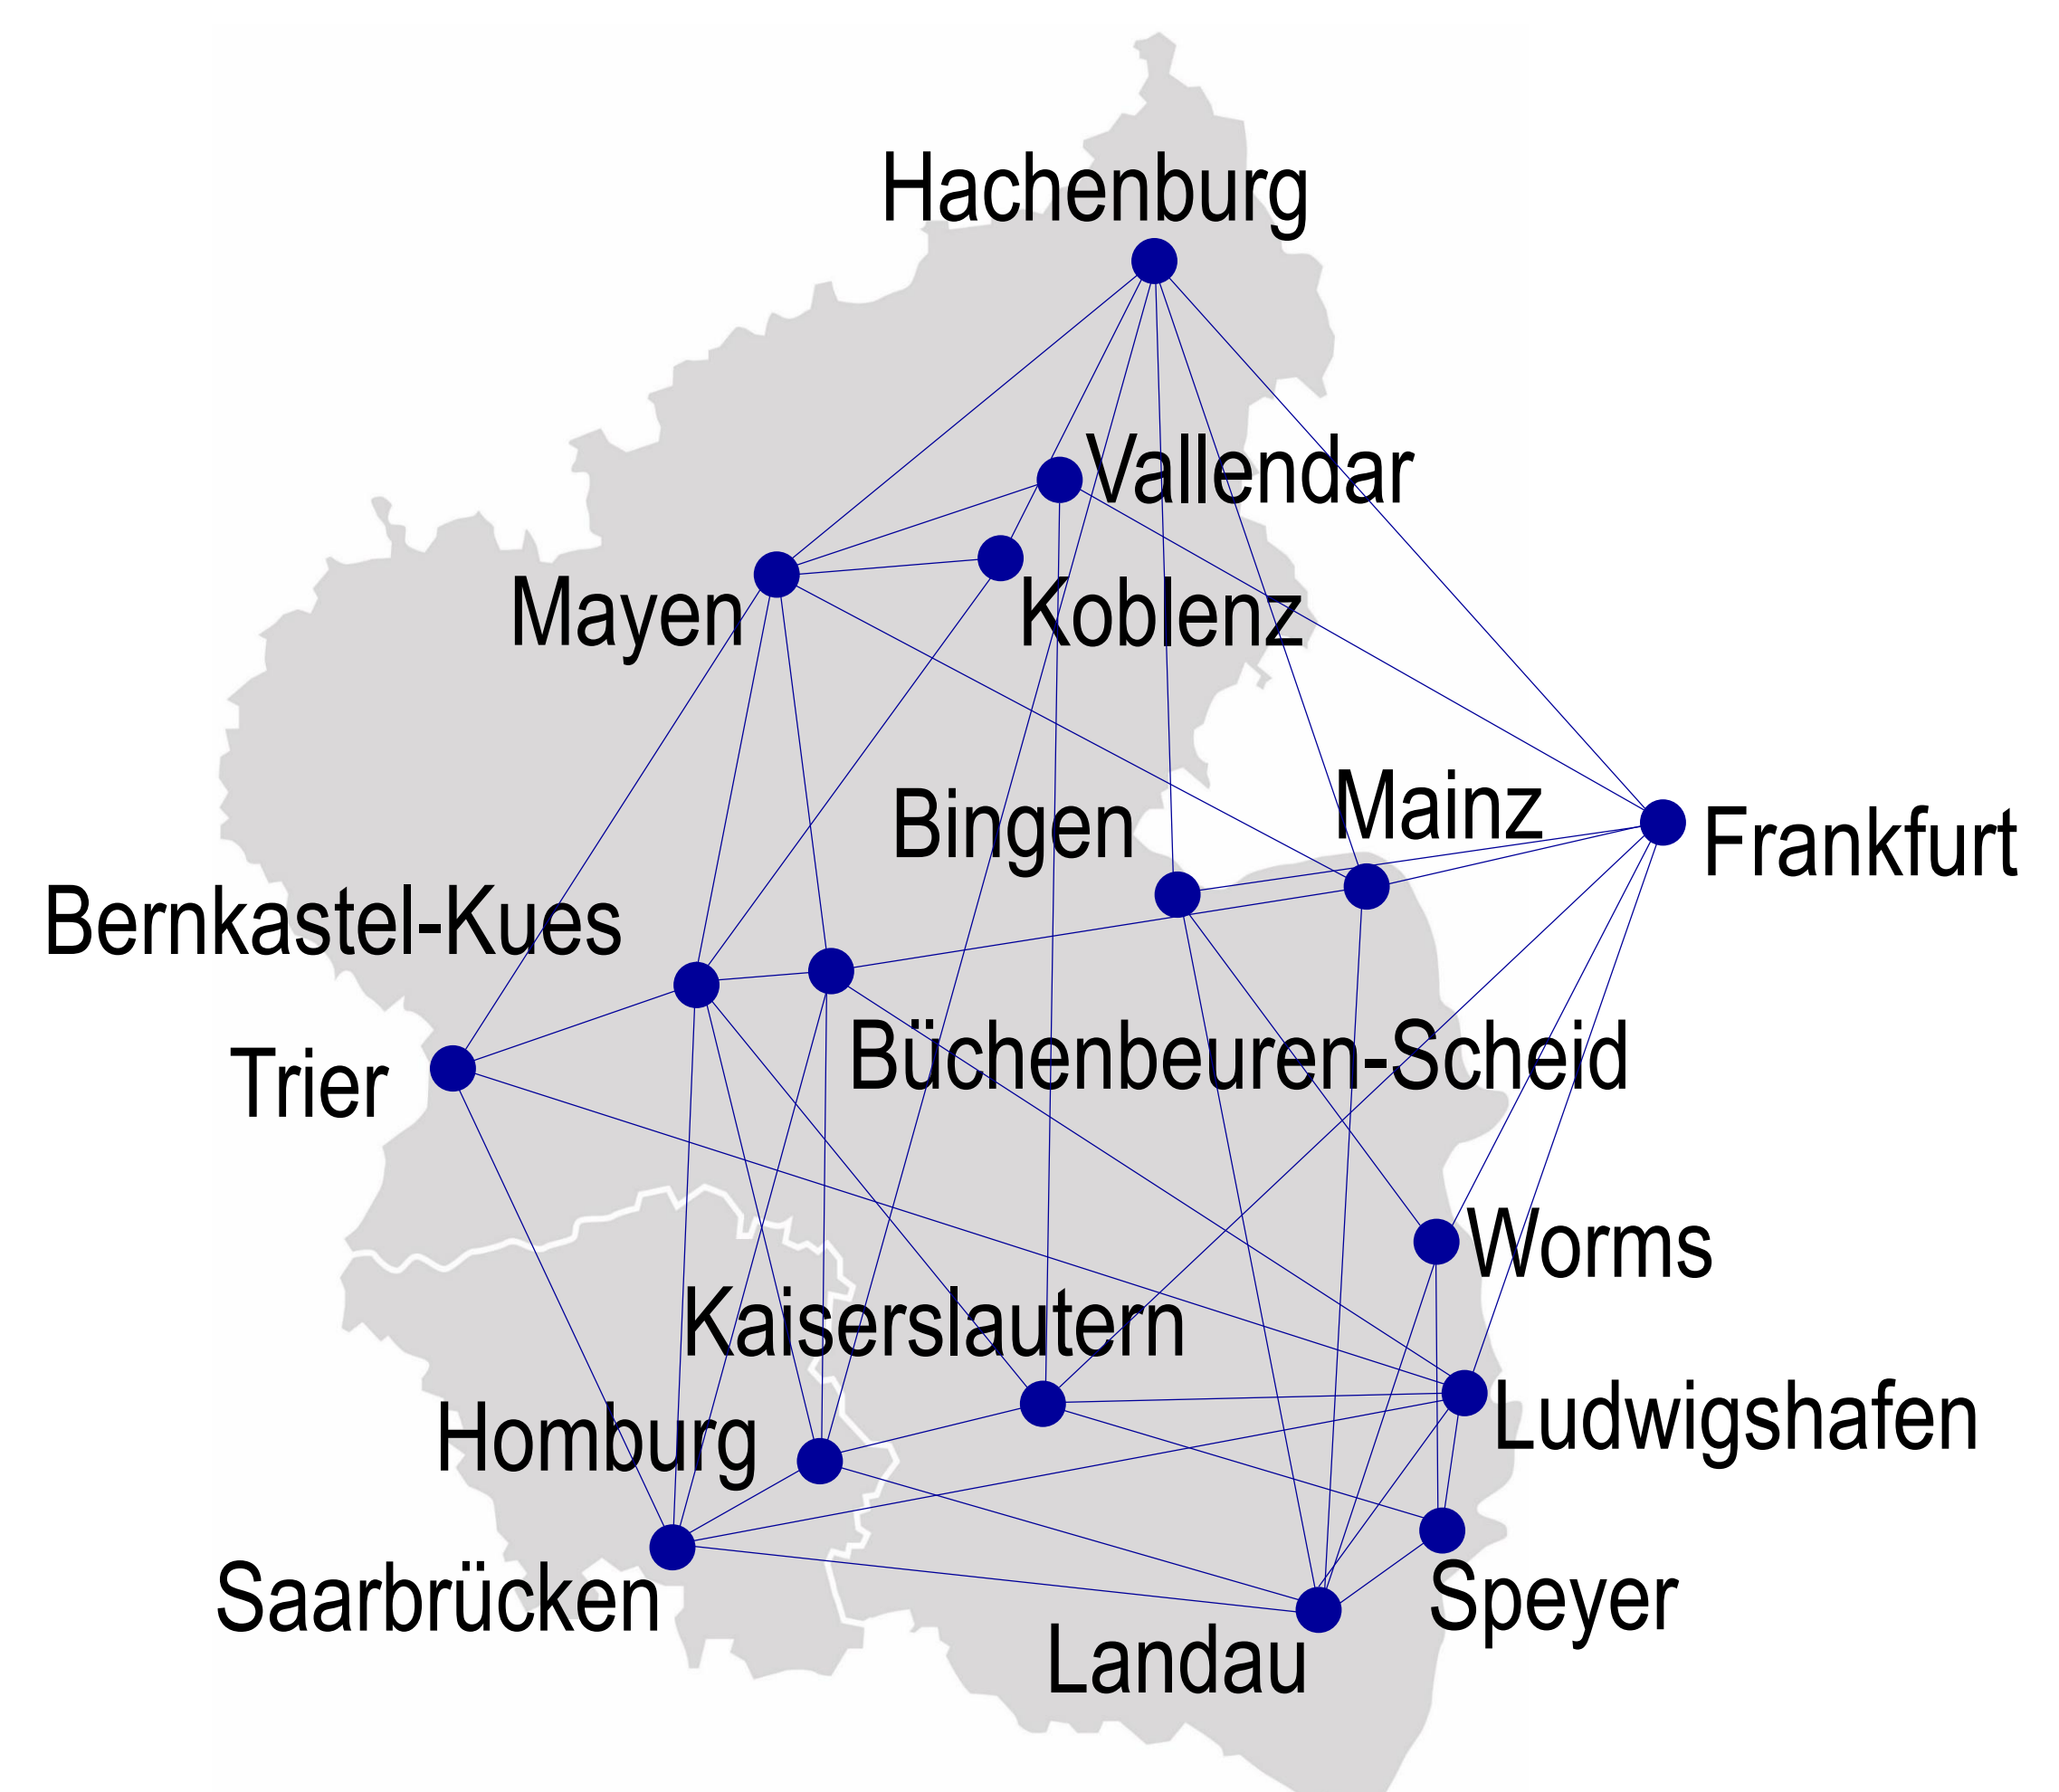 Hachenburg
Vallendar
Mayen
Koblenz
Bingen
Mainz
Frankfurt
Bernkastel-Kues
Büchenbeuren-Scheid
Trier
Worms
Kaiserslautern
Homburg
Ludwigshafen
Saarbrücken
Speyer
Landau